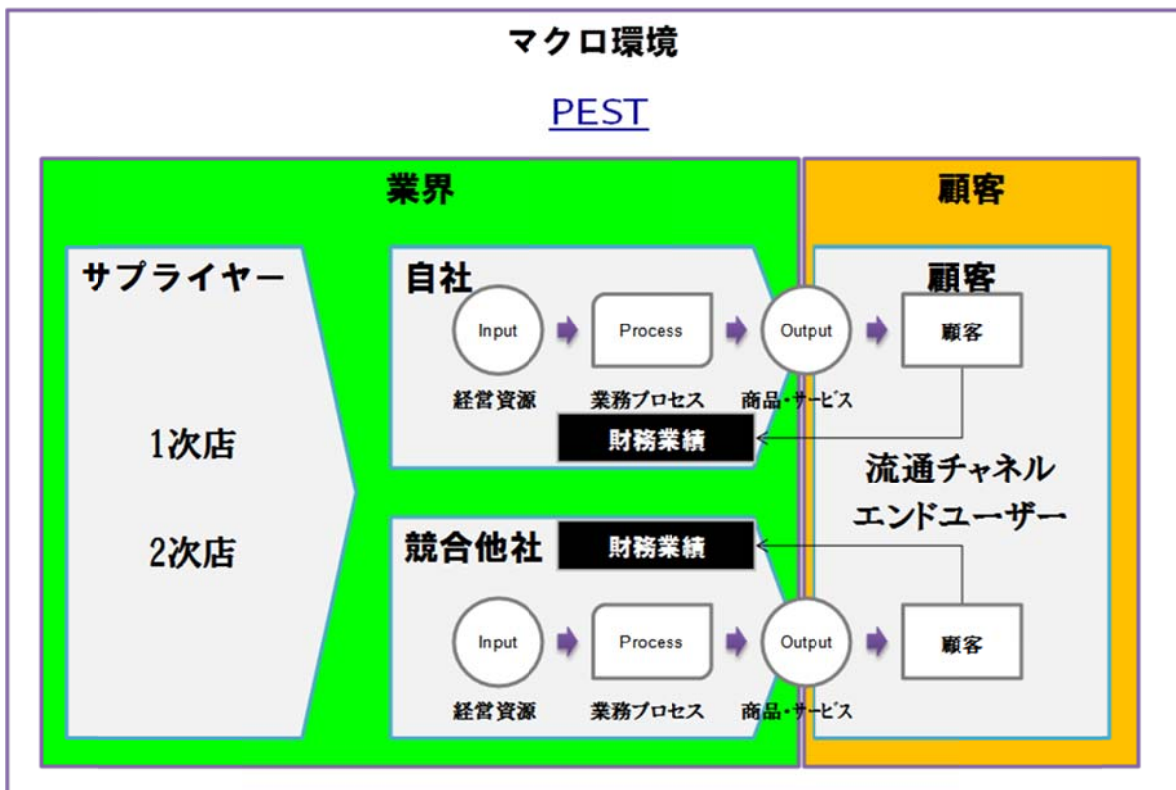 マクロ環境
PEST
業界
顧客
サプライヤー
1次店
2次店
自社
Input
Process
Output
経営資源
業務プロセス
商品・サービス
財務業績
顧客
顧客
流通チャネル
エンドユーザー
競合他社
財務業績
Input
Process
Output
顧客
経営資源
業務プロセス
商品・サービス